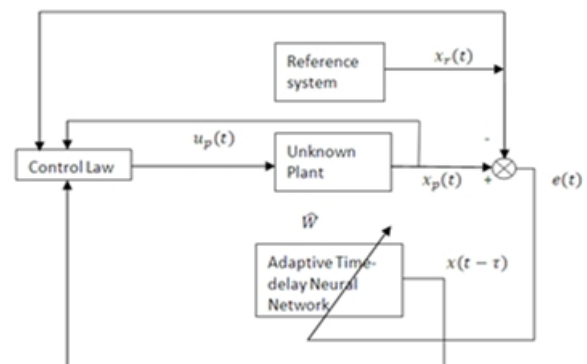 Reference
system
x_r(t)
-
u_p(t)
Control Law
Unknown
Plant
x_p(t)
+
e(t)
Ŵ
Adaptive Time-
delay Neural
Network
x(t − τ)